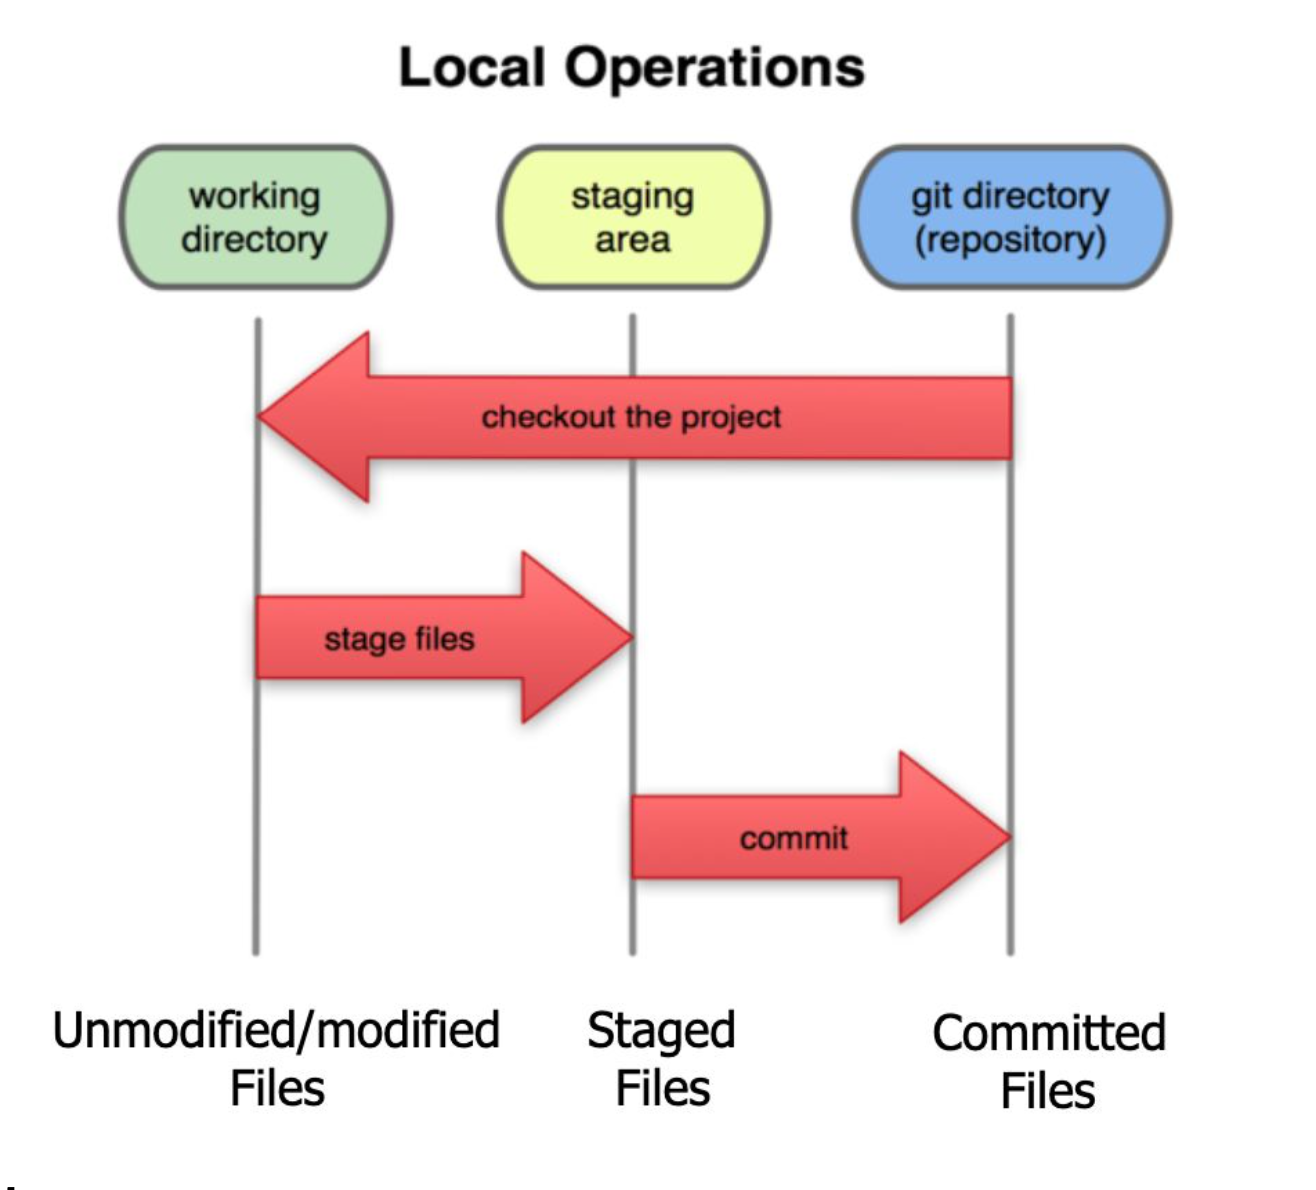 Local Operations
working
directory
staging
area
git directory
(repository)
checkout the project
stage files
commit
Unmodified/modified
Files
Staged
Files
Committed
Files